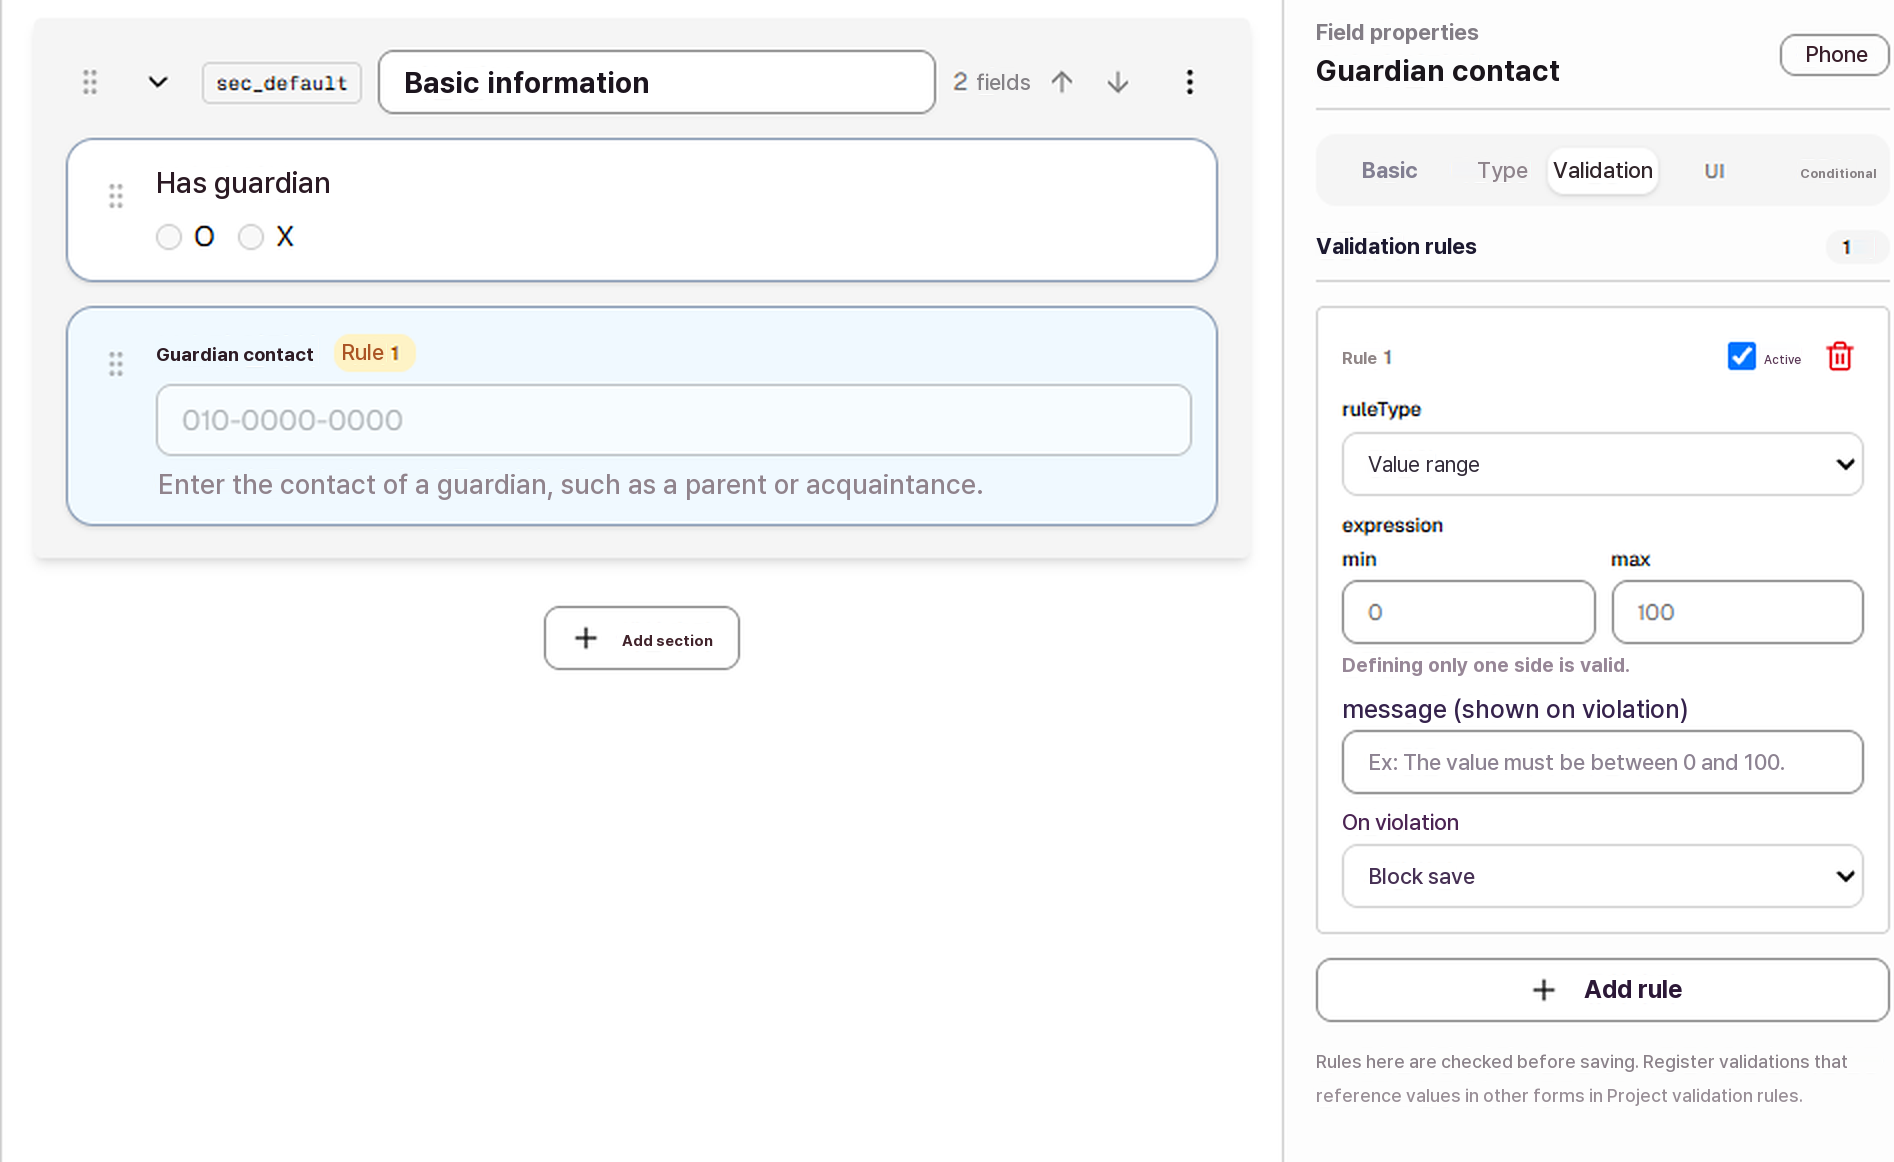 sec_default
Basic information
2 fields
Has guardian
O
X
Guardian contact
Rule 1
010-0000-0000
Enter the contact of a guardian, such as a parent or acquaintance.
Add section
Field properties
Guardian contact
Phone
Basic
Type
Validation
UI
Conditional
Validation rules
1
Rule 1
Active
ruleType
Value range
expression
min
max
0
100
Defining only one side is valid.
message (shown on violation)
Ex: The value must be between 0 and 100.
On violation
Block save
Add rule
Rules here are checked before saving. Register validations that
reference values in other forms in Project validation rules.